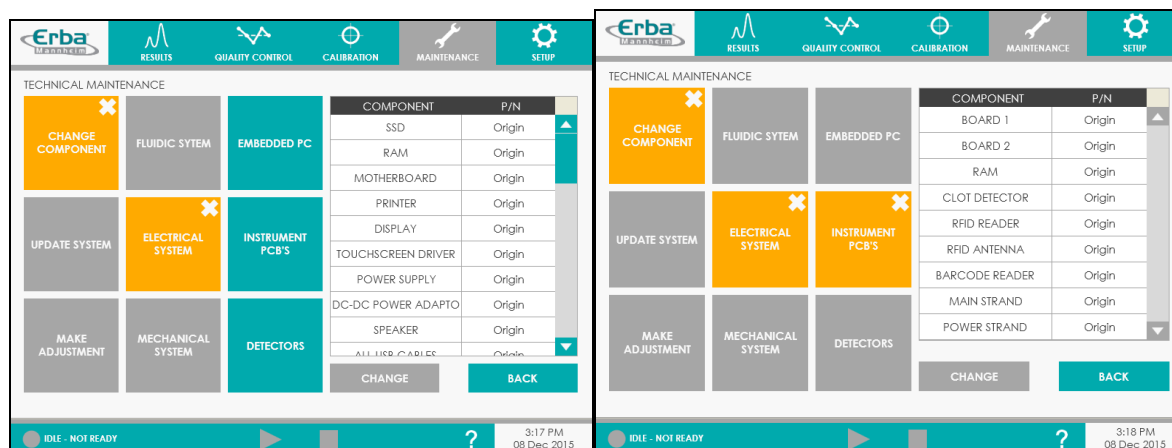 Erba
Mannheim
RESULTS
QUALITY CONTROL
CALIBRATION
MAINTENANCE
SETUP
TECHNICAL MAINTENANCE
CHANGE
COMPONENT
FLUIDIC SYTEM
EMBEDDED PC
UPDATE SYSTEM
ELECTRICAL
SYSTEM
INSTRUMENT
PCB'S
MAKE
ADJUSTMENT
MECHANICAL
SYSTEM
DETECTORS
COMPONENT P/N
SSD Origin
RAM Origin
MOTHERBOARD Origin
PRINTER Origin
DISPLAY Origin
TOUCHSCREEN DRIVER Origin
POWER SUPPLY Origin
DC-DC POWER ADAPTO Origin
SPEAKER Origin
ALL USB CABLES Origin
CHANGE
BACK
IDLE - NOT READY
?
3:17 PM
08 Dec 2015
Erba
Mannheim
RESULTS
QUALITY CONTROL
CALIBRATION
MAINTENANCE
SETUP
TECHNICAL MAINTENANCE
CHANGE
COMPONENT
FLUIDIC SYTEM
EMBEDDED PC
UPDATE SYSTEM
ELECTRICAL
SYSTEM
INSTRUMENT
PCB'S
MAKE
ADJUSTMENT
MECHANICAL
SYSTEM
DETECTORS
COMPONENT P/N
BOARD 1 Origin
BOARD 2 Origin
RAM Origin
CLOT DETECTOR Origin
RFID READER Origin
RFID ANTENNA Origin
BARCODE READER Origin
MAIN STRAND Origin
POWER STRAND Origin
CHANGE
BACK
IDLE - NOT READY
?
3:18 PM
08 Dec 2015